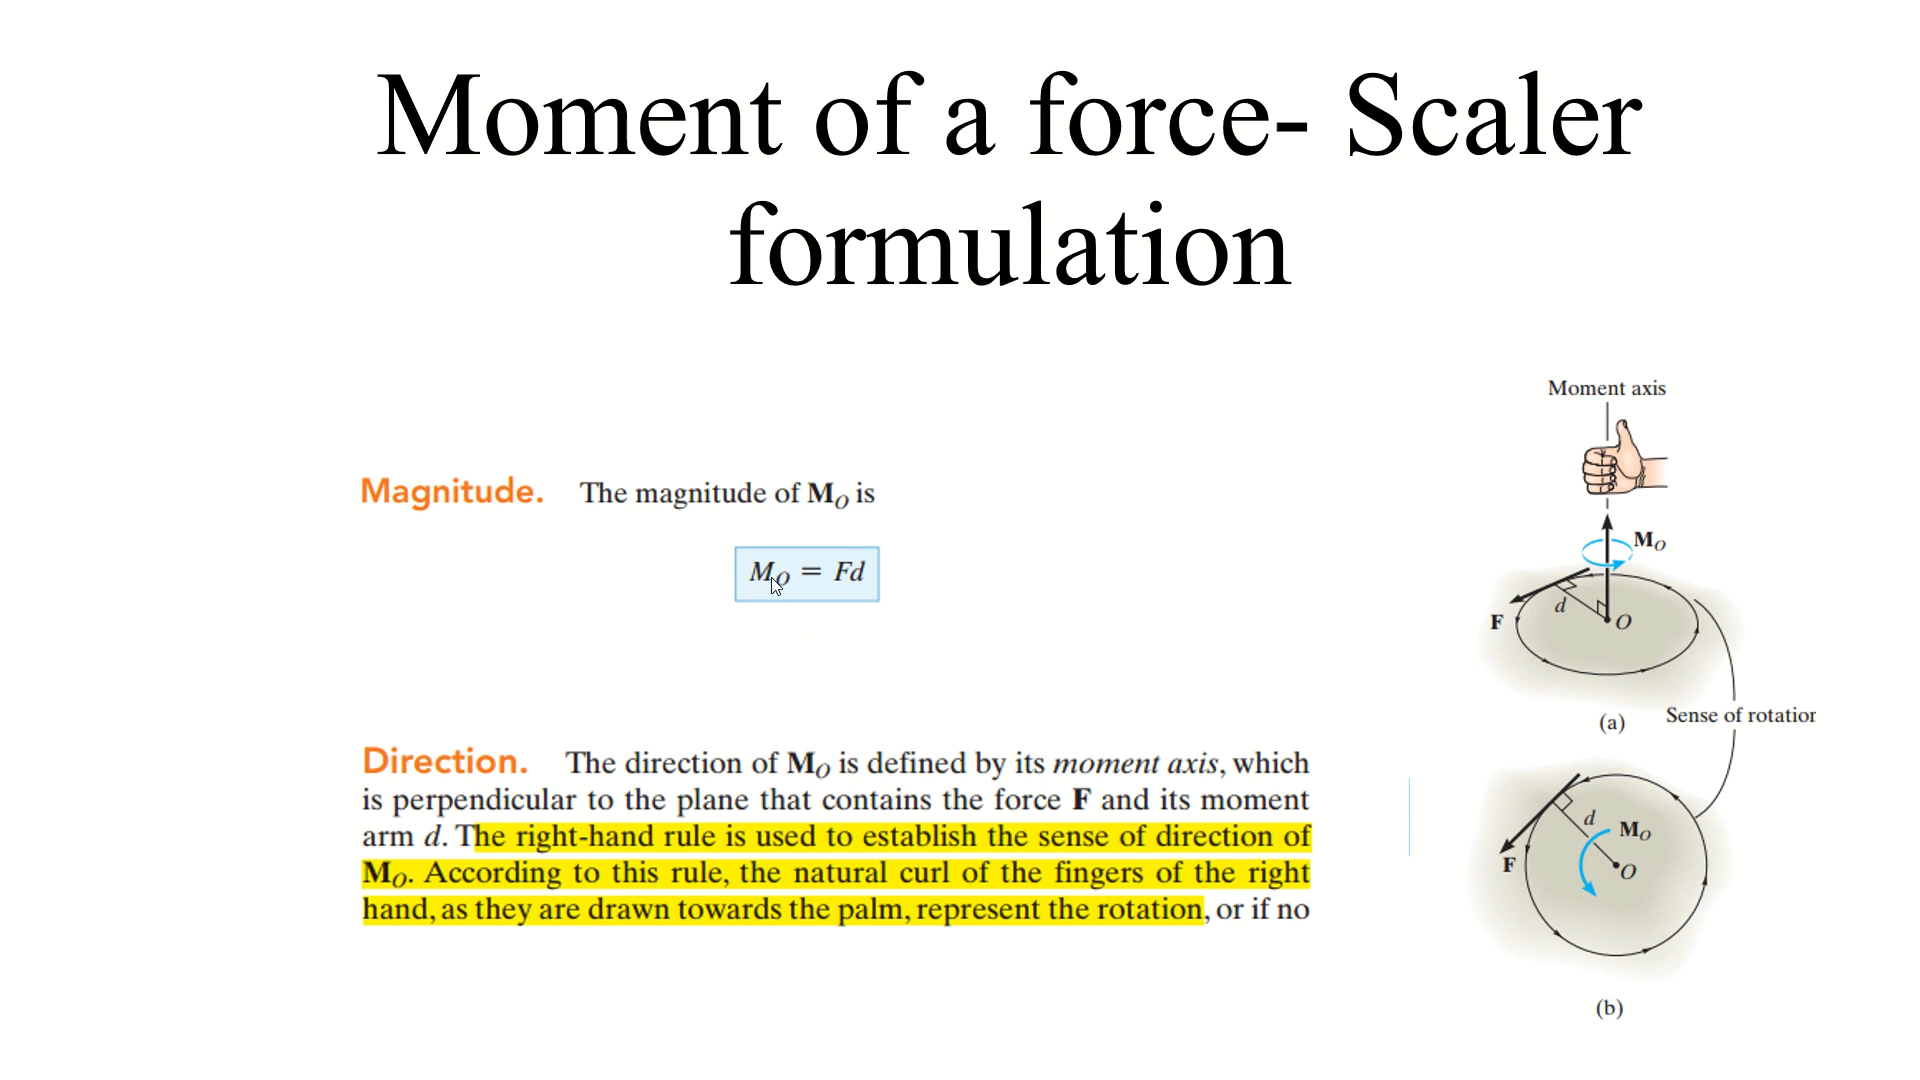 Moment of a force- Scaler
formulation
Magnitude. The magnitude of M_O is
M_O = Fd
Direction. The direction of M_O is defined by its moment axis, which
is perpendicular to the plane that contains the force F and its moment
arm d. The right-hand rule is used to establish the sense of direction of
M_O. According to this rule, the natural curl of the fingers of the right
hand, as they are drawn towards the palm, represent the rotation, or if no
Moment axis
M_O
d
F
O
(a)
Sense of rotation
d
M_O
F
O
(b)